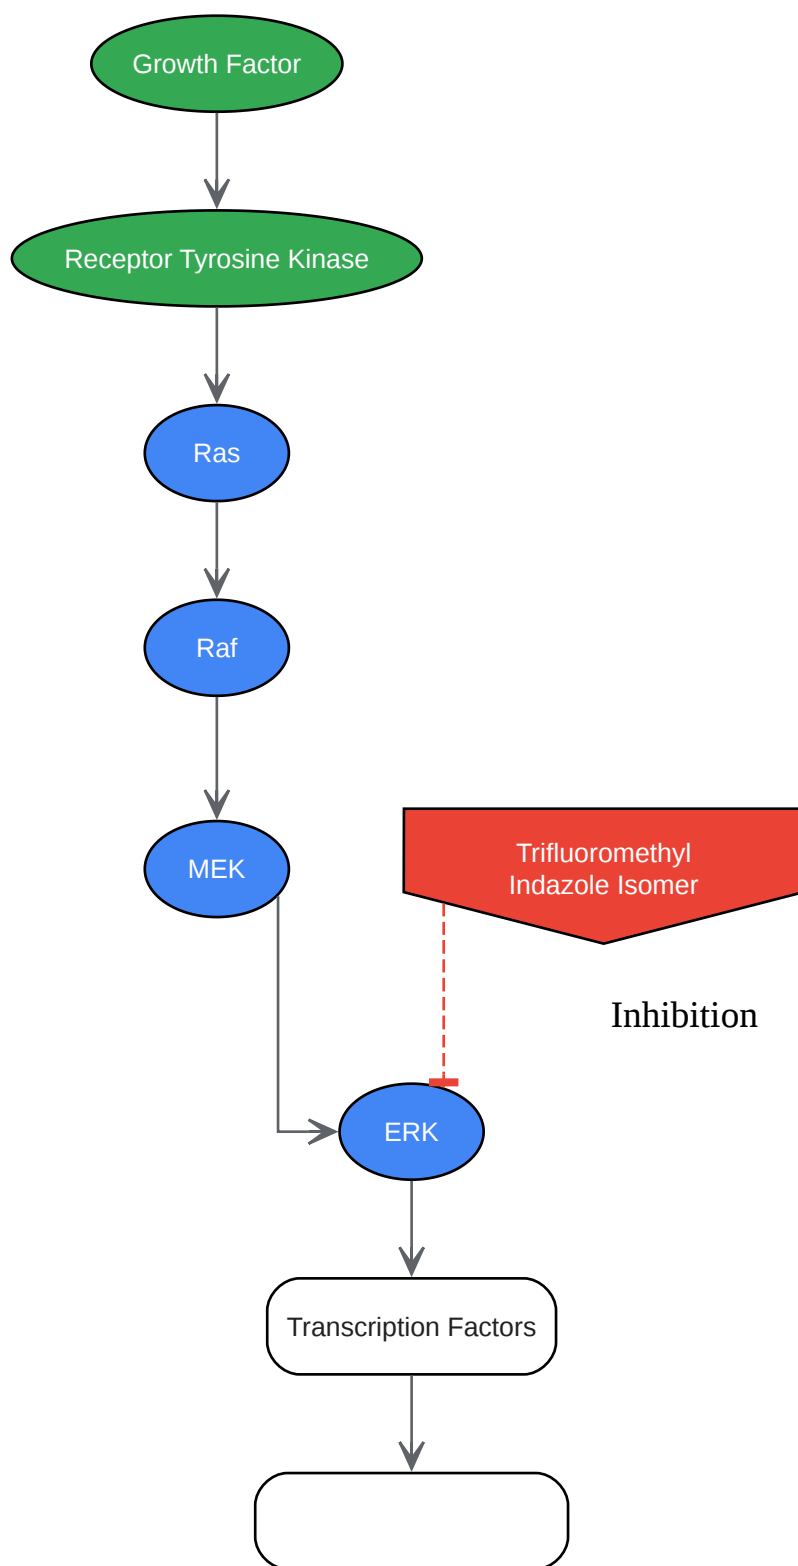 Growth Factor
Receptor Tyrosine Kinase
Ras
Raf
MEK
Trifluoromethyl
Indazole Isomer
Inhibition
ERK
Transcription Factors